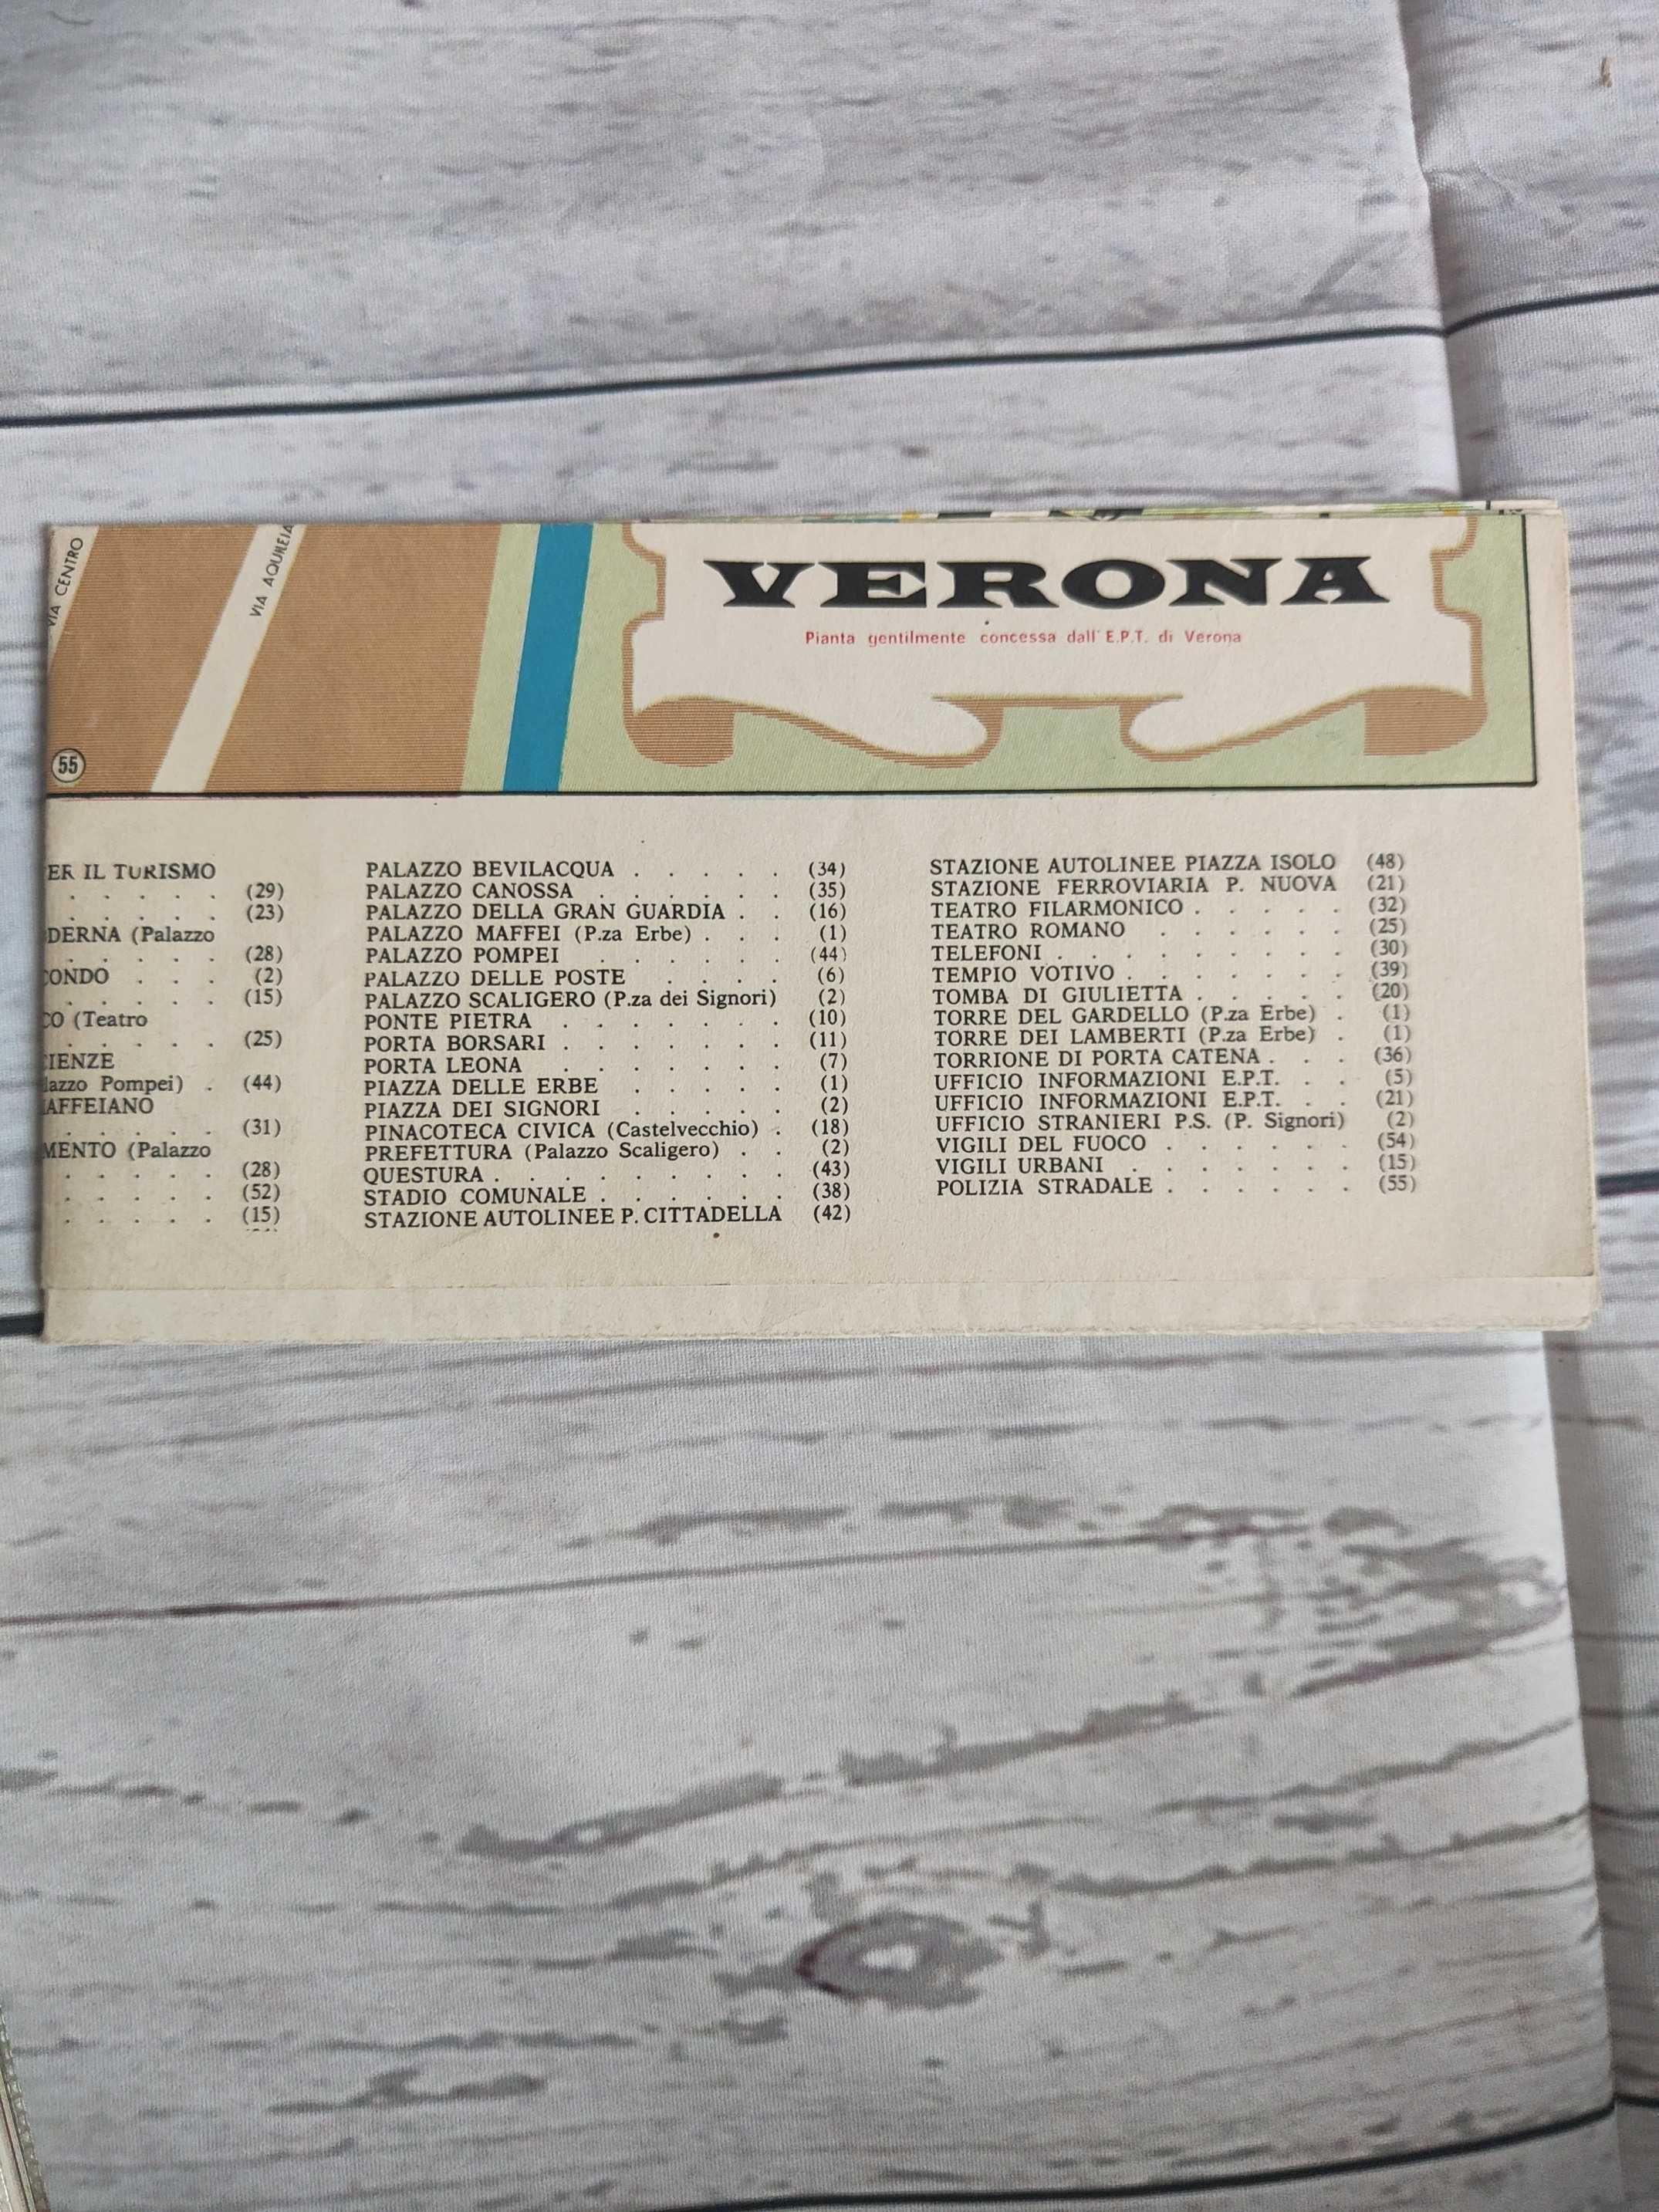 VIA CENTRO
VIA AQUILEIA
VERONA
Pianta gentilmente concessa dall' E.P.T. di Verona
55
ER IL TURISMO
. . . . . (29)
. . . . . (23)
DERNA (Palazzo
. . . . . (28)
ONDO . . . (2)
. . . . . (15)
CO (Teatro
. . . . . (25)
IENZE
lazzo Pompei) . (44)
AFFEIANO
. . . . . (31)
MENTO (Palazzo
. . . . . (28)
. . . . . (52)
. . . . . (15)
PALAZZO BEVILACQUA . . . . . (34)
PALAZZO CANOSSA . . . . . . (35)
PALAZZO DELLA GRAN GUARDIA . . (16)
PALAZZO MAFFEI (P.za Erbe) . . . (1)
PALAZZO POMPEI . . . . . . (44)
PALAZZO DELLE POSTE . . . . (6)
PALAZZO SCALIGERO (P.za dei Signori) (2)
PONTE PIETRA . . . . . . . (10)
PORTA BORSARI . . . . . . . (11)
PORTA LEONA . . . . . . . (7)
PIAZZA DELLE ERBE . . . . . (1)
PIAZZA DEI SIGNORI . . . . . (2)
PINACOTECA CIVICA (Castelvecchio) . (18)
PREFETTURA (Palazzo Scaligero) . . (2)
QUESTURA . . . . . . . . . (43)
STADIO COMUNALE . . . . . . (38)
STAZIONE AUTOLINEE P. CITTADELLA (42)
STAZIONE AUTOLINEE PIAZZA ISOLO (48)
STAZIONE FERROVIARIA P. NUOVA (21)
TEATRO FILARMONICO . . . . . (32)
TEATRO ROMANO . . . . . . (25)
TELEFONI . . . . . . . . . (30)
TEMPIO VOTIVO . . . . . . . (39)
TOMBA DI GIULIETTA . . . . . (20)
TORRE DEL GARDELLO (P.za Erbe) . (1)
TORRE DEI LAMBERTI (P.za Erbe) . (1)
TORRIONE DI PORTA CATENA . . . (36)
UFFICIO INFORMAZIONI E.P.T. . . (5)
UFFICIO INFORMAZIONI E.P.T. . . (21)
UFFICIO STRANIERI P.S. (P. Signori) (2)
VIGILI DEL FUOCO . . . . . . (54)
VIGILI URBANI . . . . . . . (15)
POLIZIA STRADALE . . . . . . (55)